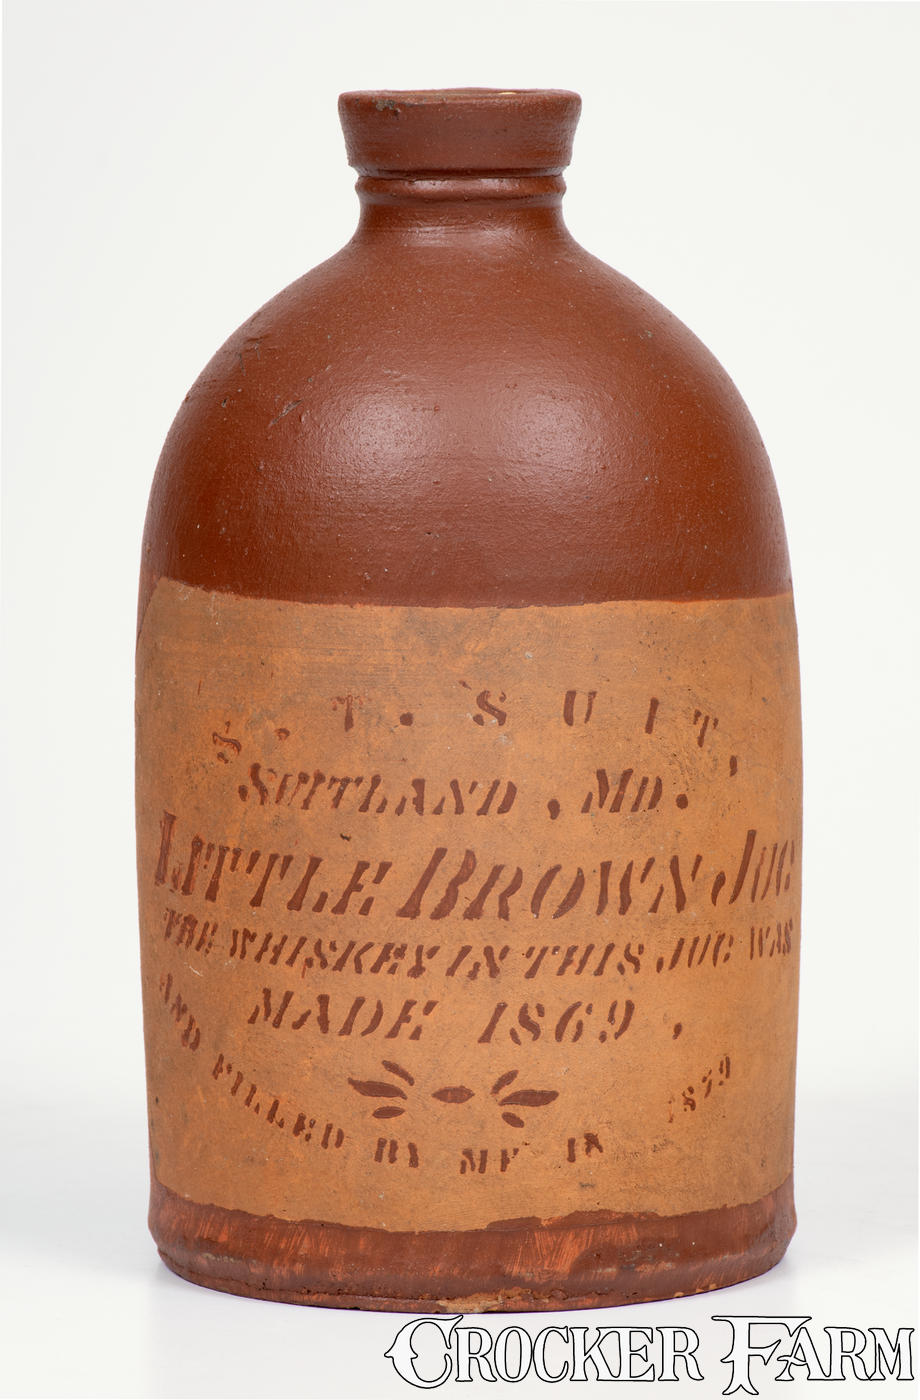 S. T. SUIT,
SUITLAND, MD.
LITTLE BROWN JUG
THE WHISKEY IN THIS JUG WAS
MADE 1869,
AND FILLED BY ME IN 1879
CROCKER FARM